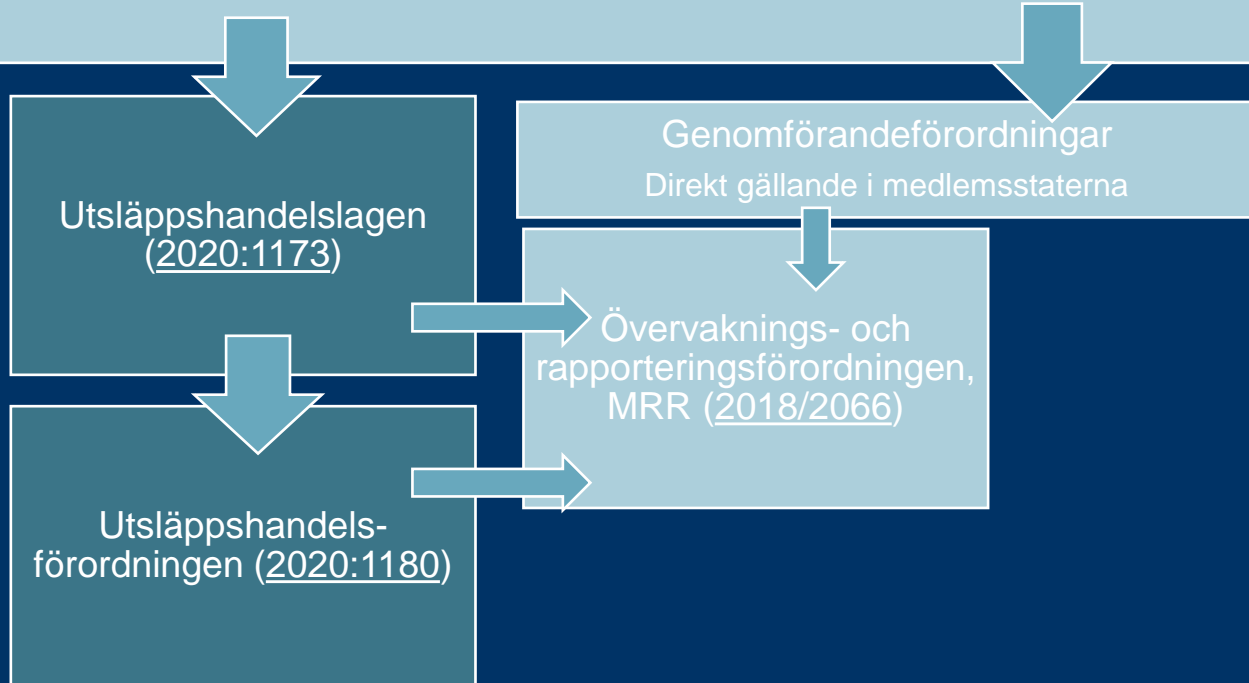 Utsläppshandelslagen
(2020:1173)
Utsläppshandels-
förordningen (2020:1180)
Genomförandeförordningar
Direkt gällande i medlemsstaterna
Övervaknings- och
rapporteringsförordningen,
MRR (2018/2066)